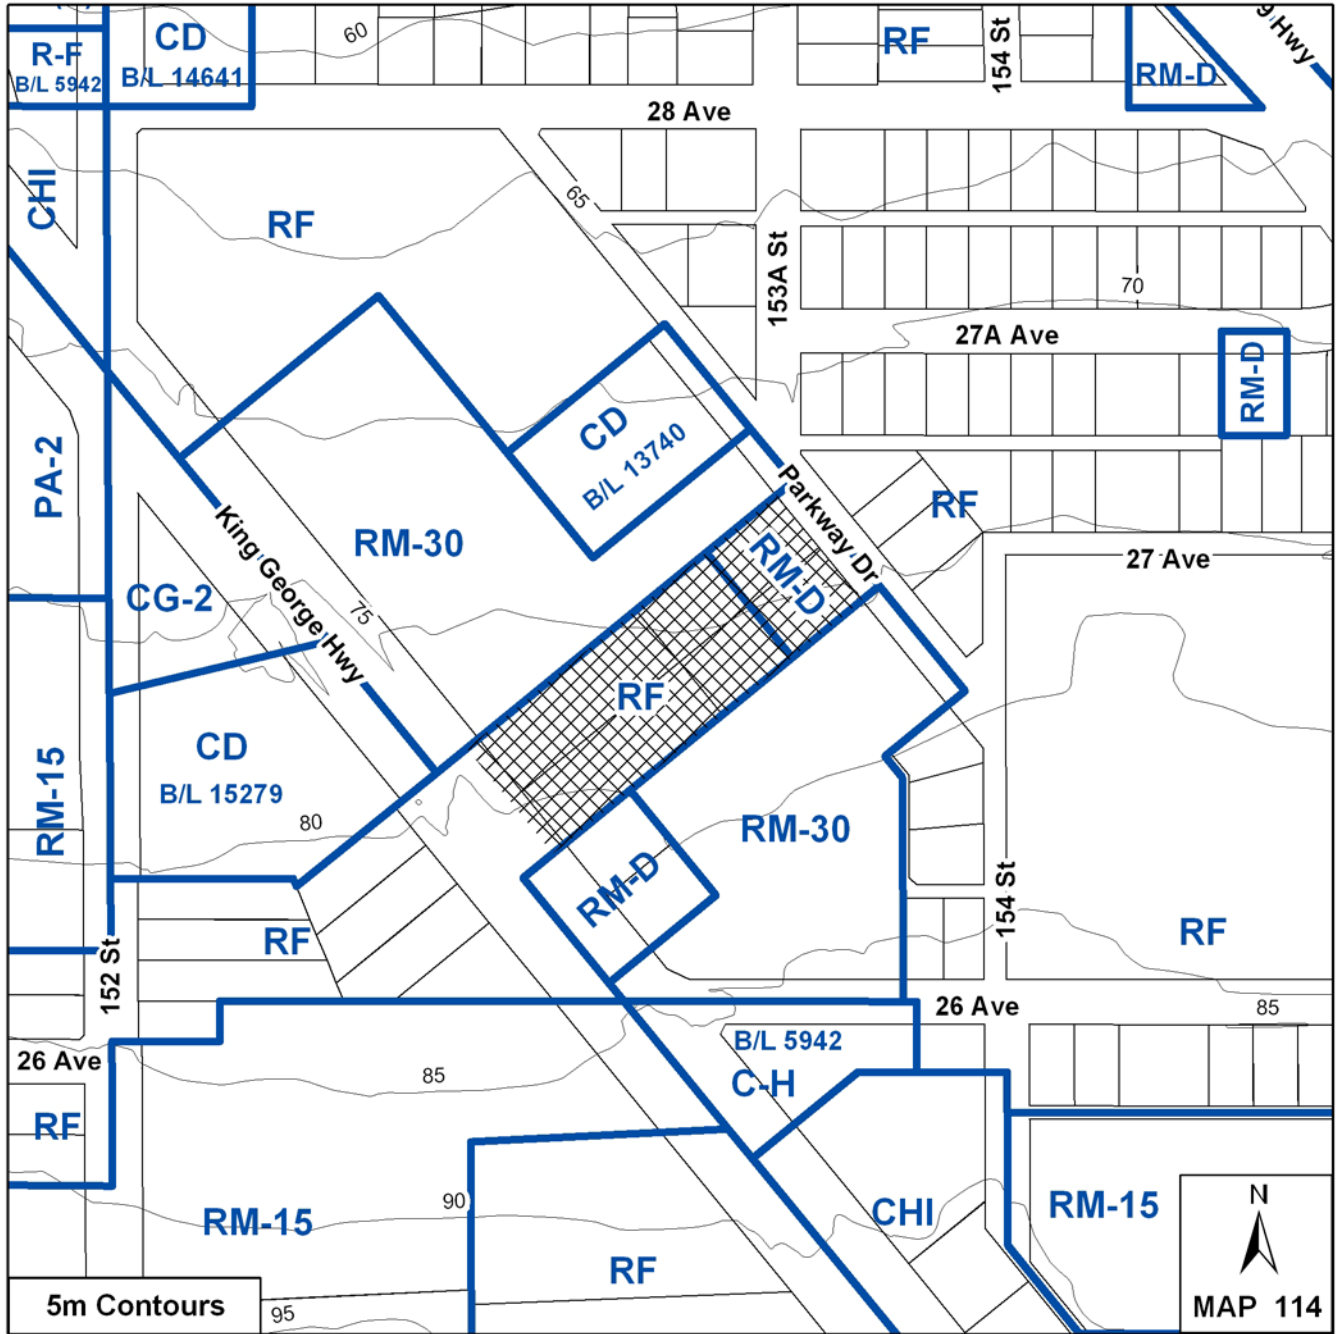 60
CD
B/L 14641
R-F
B/L 5942
RF
154 St
RM-D
9 Hwy
28 Ave
CHI
RF
65
153A St
70
27A Ave
RM-D
CD
B/L 13740
PA-2
King George Hwy
RM-30
Parkway Dr
RF
RM-D
27 Ave
CG-2
75
RF
CD
B/L 15279
RM-15
80
RM-30
RM-D
154 St
RF
RF
152 St
26 Ave
85
B/L 5942
26 Ave
85
C-H
RF
90
RM-15
CHI
RM-15
RF
N
5m Contours
95
MAP 114